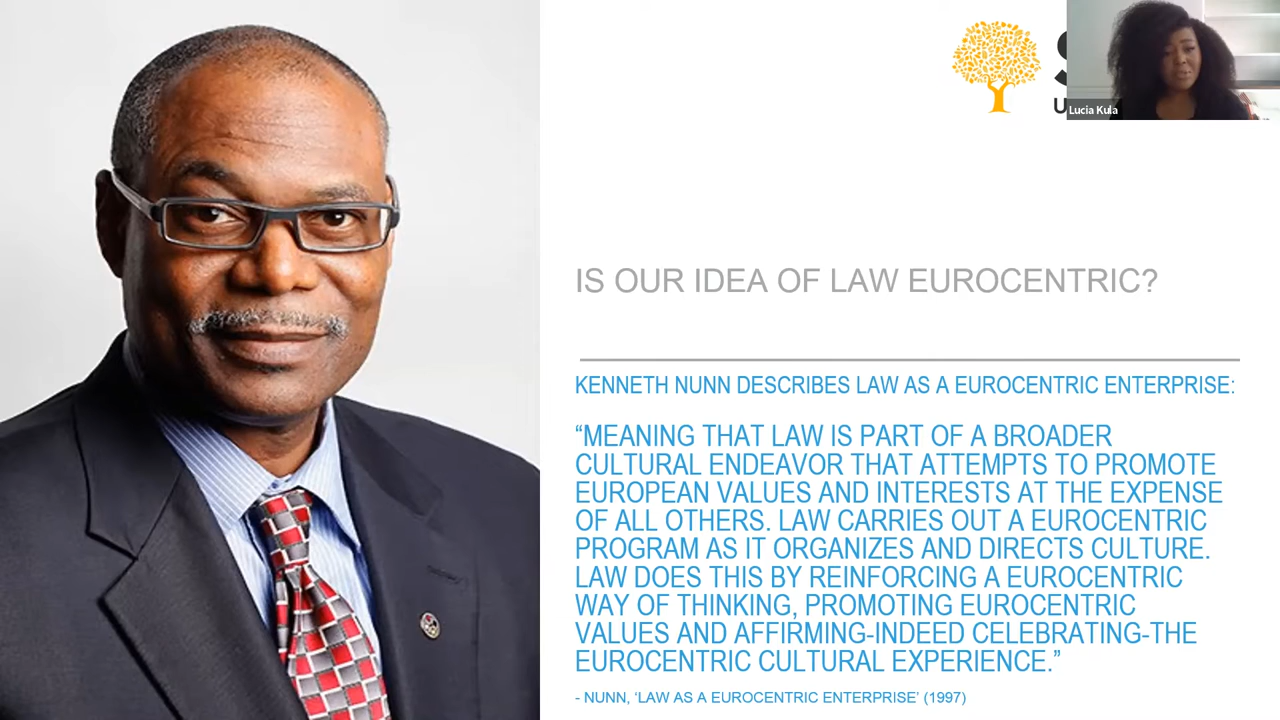 Lucia Kula
IS OUR IDEA OF LAW EUROCENTRIC?
KENNETH NUNN DESCRIBES LAW AS A EUROCENTRIC ENTERPRISE:
“MEANING THAT LAW IS PART OF A BROADER
CULTURAL ENDEAVOR THAT ATTEMPTS TO PROMOTE
EUROPEAN VALUES AND INTERESTS AT THE EXPENSE
OF ALL OTHERS. LAW CARRIES OUT A EUROCENTRIC
PROGRAM AS IT ORGANIZES AND DIRECTS CULTURE.
LAW DOES THIS BY REINFORCING A EUROCENTRIC
WAY OF THINKING, PROMOTING EUROCENTRIC
VALUES AND AFFIRMING-INDEED CELEBRATING-THE
EUROCENTRIC CULTURAL EXPERIENCE.”
- NUNN, ‘LAW AS A EUROCENTRIC ENTERPRISE’ (1997)